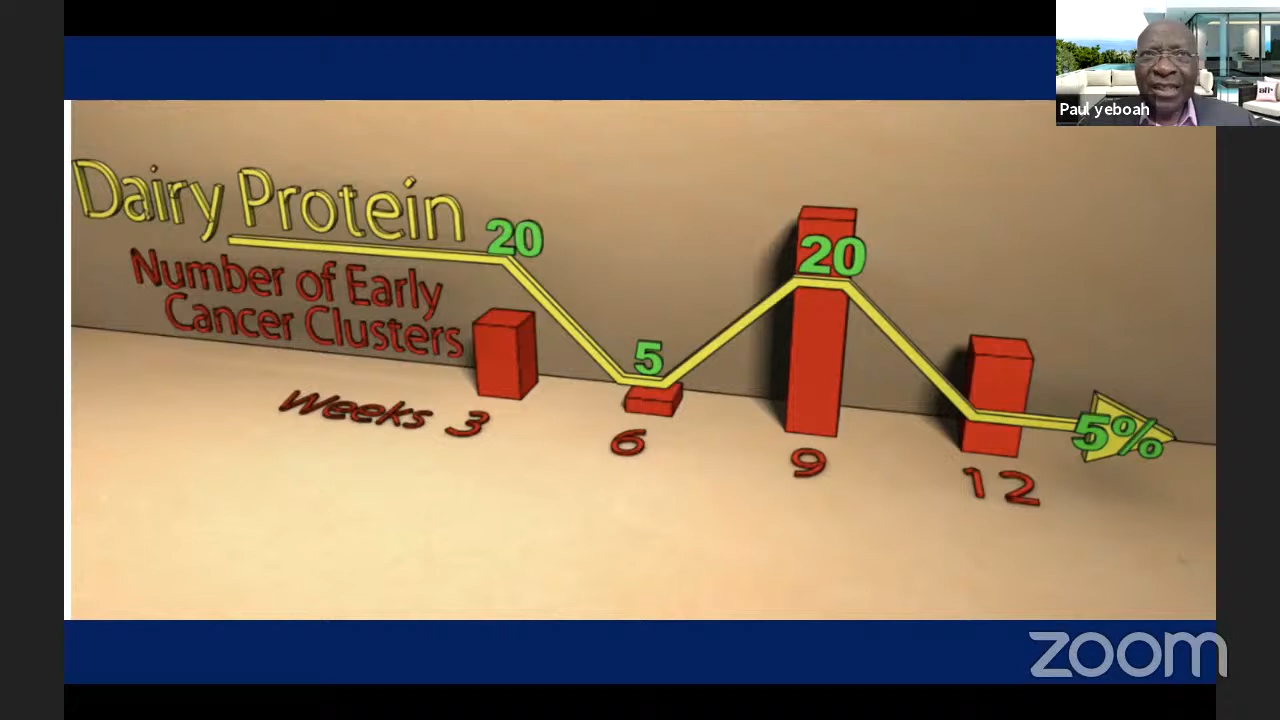 Paul yeboah
afr
Dairy Protein
20
20
Number of Early
Cancer Clusters
5
5%
Weeks 3
6
9
12
zoom